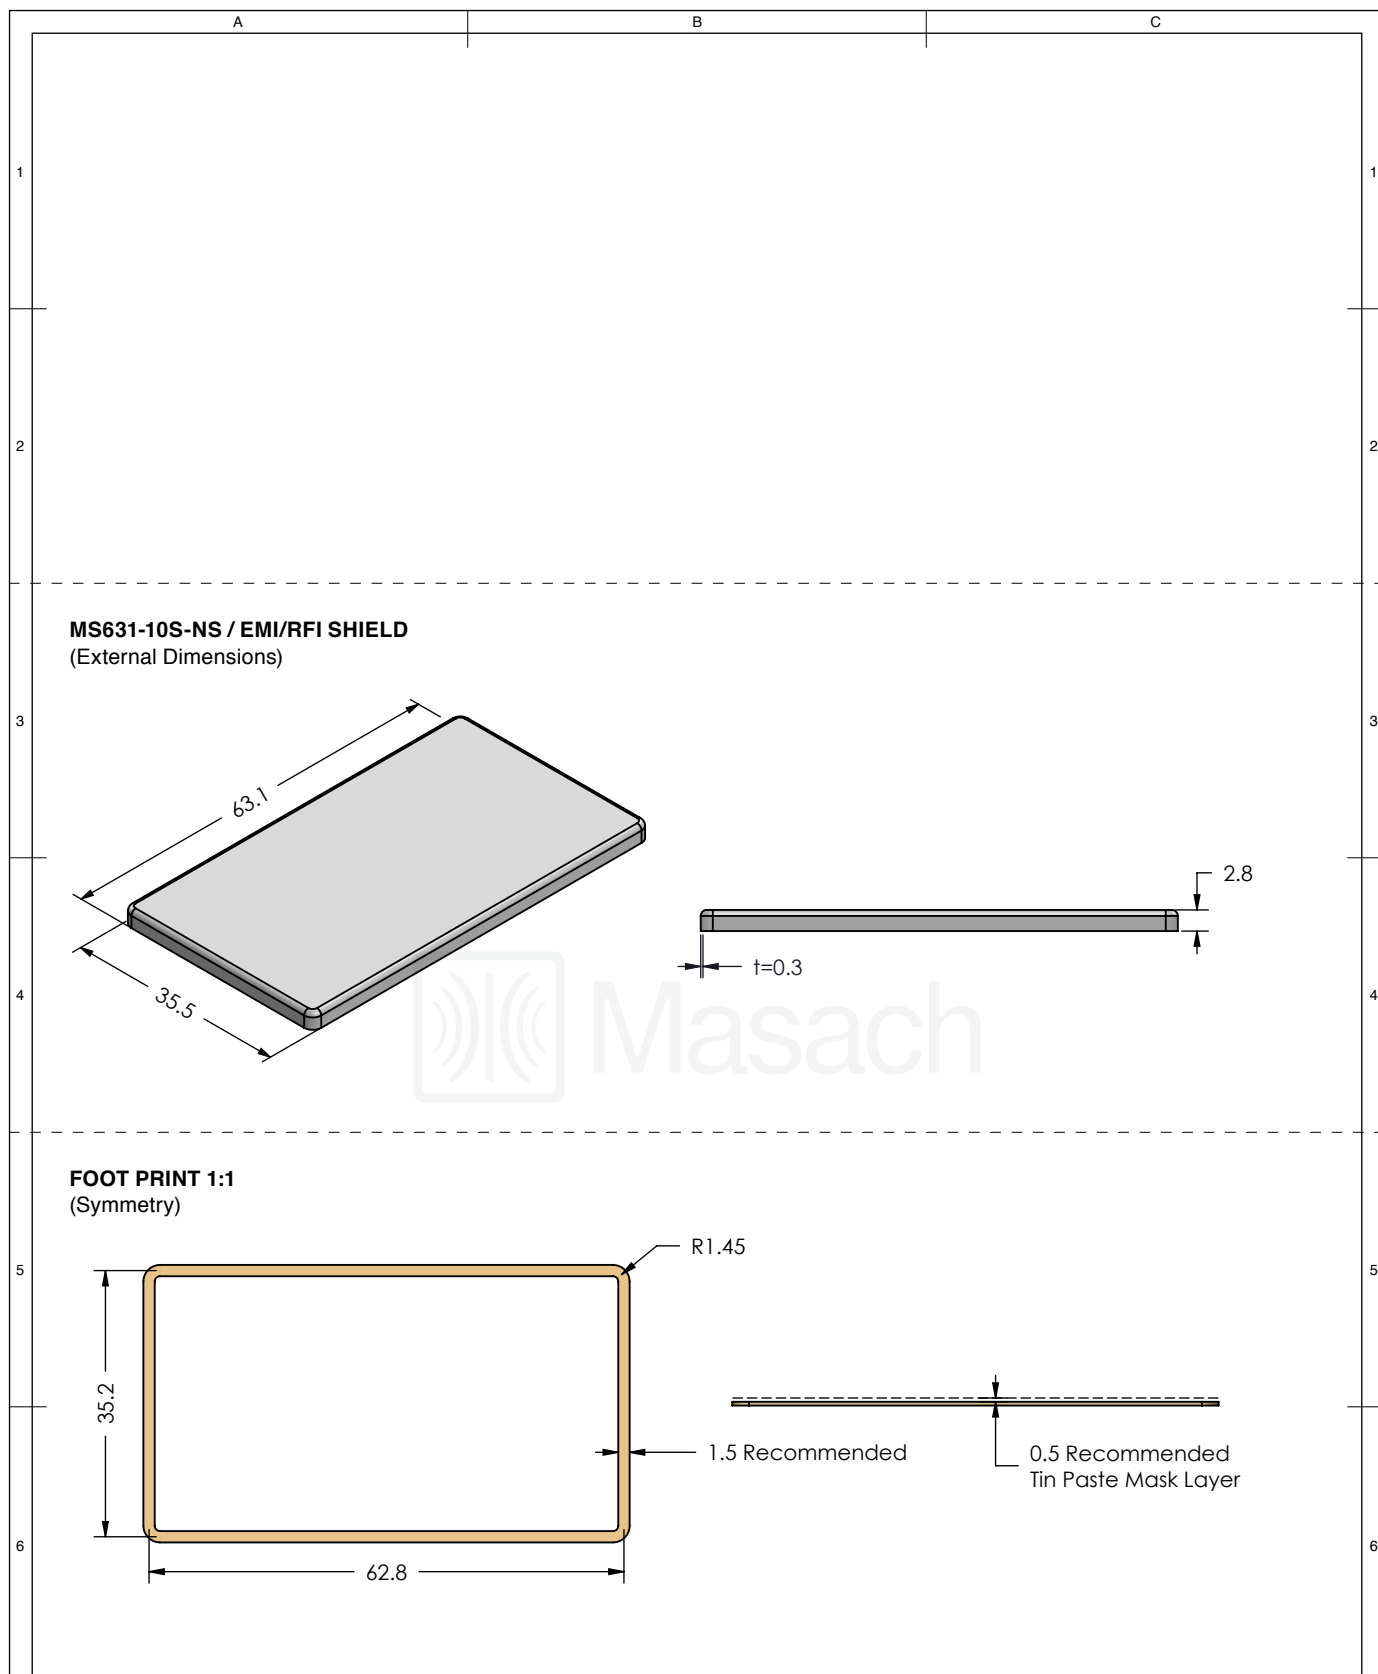 A B C
1 1
2 2
MS631-10S-NS / EMI/RFI SHIELD
(External Dimensions)
3 3
63.1
2.8
t=0.3
35.5
4 4
Masach
FOOT PRINT 1:1
(Symmetry)
R1.45
5 5
35.2
1.5 Recommended
0.5 Recommended
Tin Paste Mask Layer
6 6
62.8